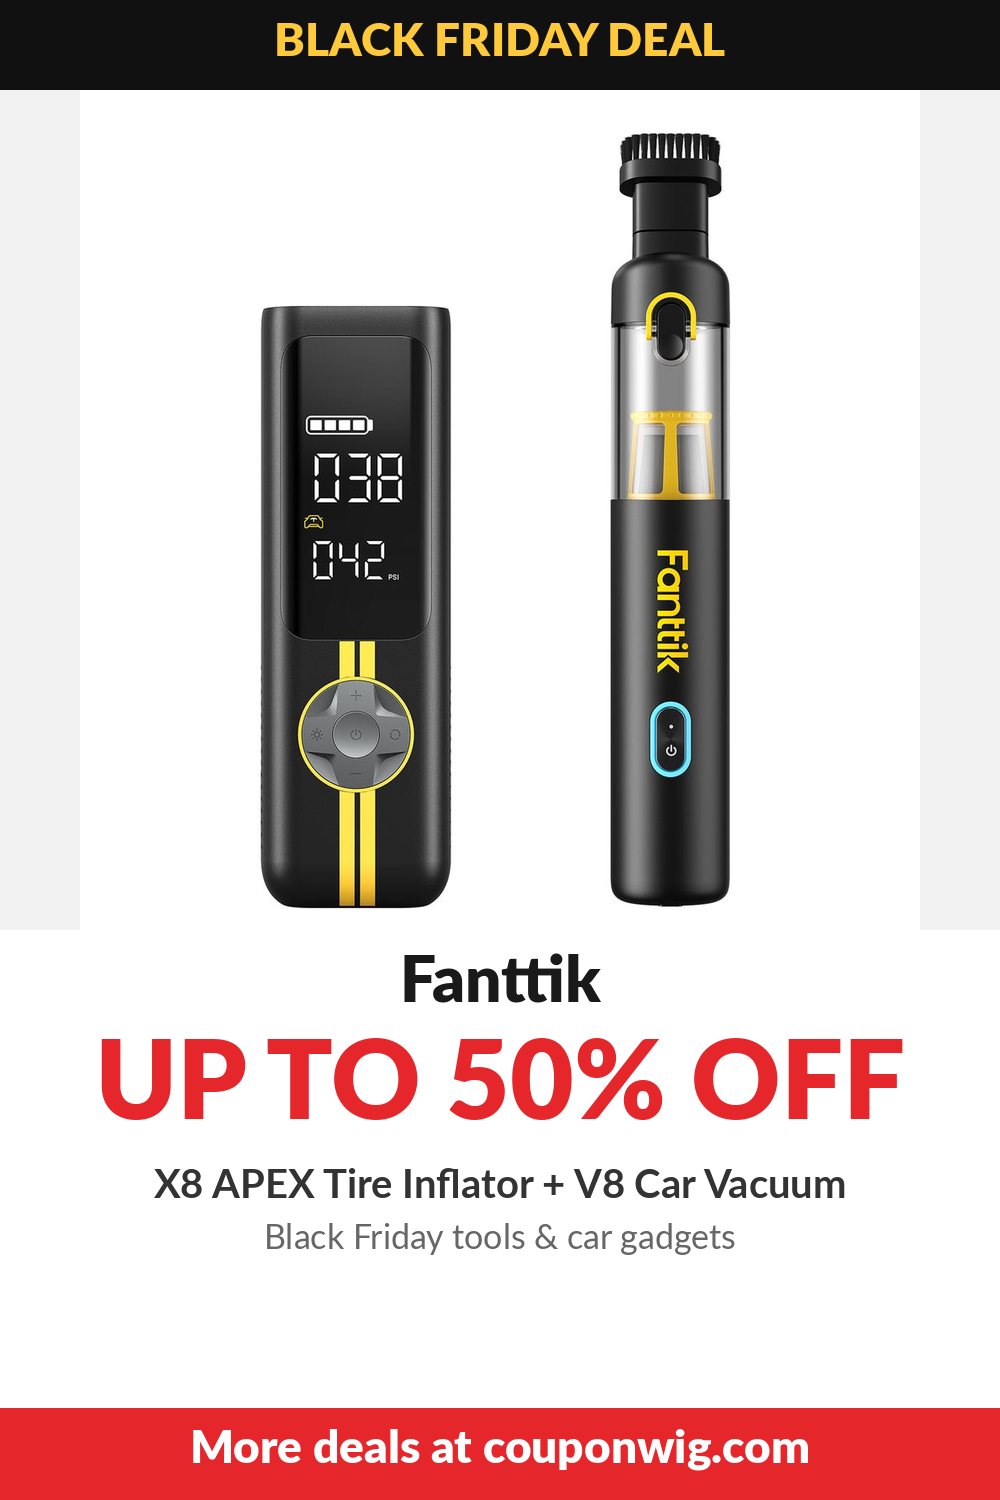 BLACK FRIDAY DEAL
038
042 PSI
Fanttik
Fanttik
UP TO 50% OFF
X8 APEX Tire Inflator + V8 Car Vacuum
Black Friday tools & car gadgets
More deals at couponwig.com